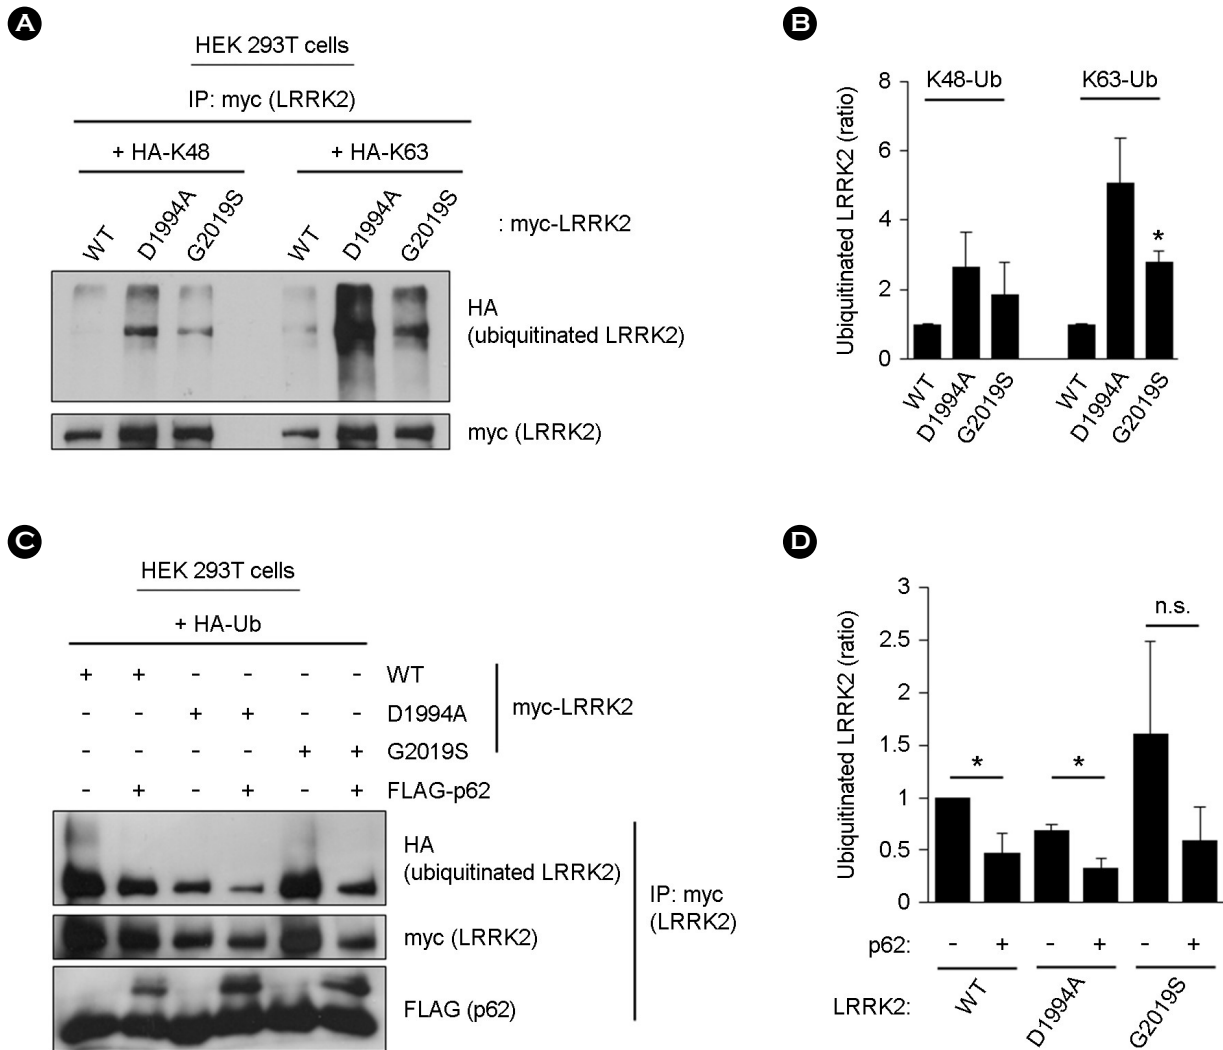 A
HEK 293T cells
IP: myc (LRRK2)
+ HA-K48
+ HA-K63
WT
D1994A
G2019S
WT
D1994A
G2019S
: myc-LRRK2
HA
(ubiquitinated LRRK2)
myc (LRRK2)
B
Ubiquitinated LRRK2 (ratio)
8
6
4
2
0
K48-Ub
K63-Ub
*
WT
D1994A
G2019S
WT
D1994A
G2019S
C
HEK 293T cells
+ HA-Ub
+ + - - - - WT
- - + + - - D1994A
- - - - + + G2019S
myc-LRRK2
- + - + - + FLAG-p62
HA
(ubiquitinated LRRK2)
myc (LRRK2)
FLAG (p62)
IP: myc
(LRRK2)
D
Ubiquitinated LRRK2 (ratio)
3
2.5
2
1.5
1
0.5
0
*
*
n.s.
p62: - + - + - +
LRRK2: WT D1994A G2019S